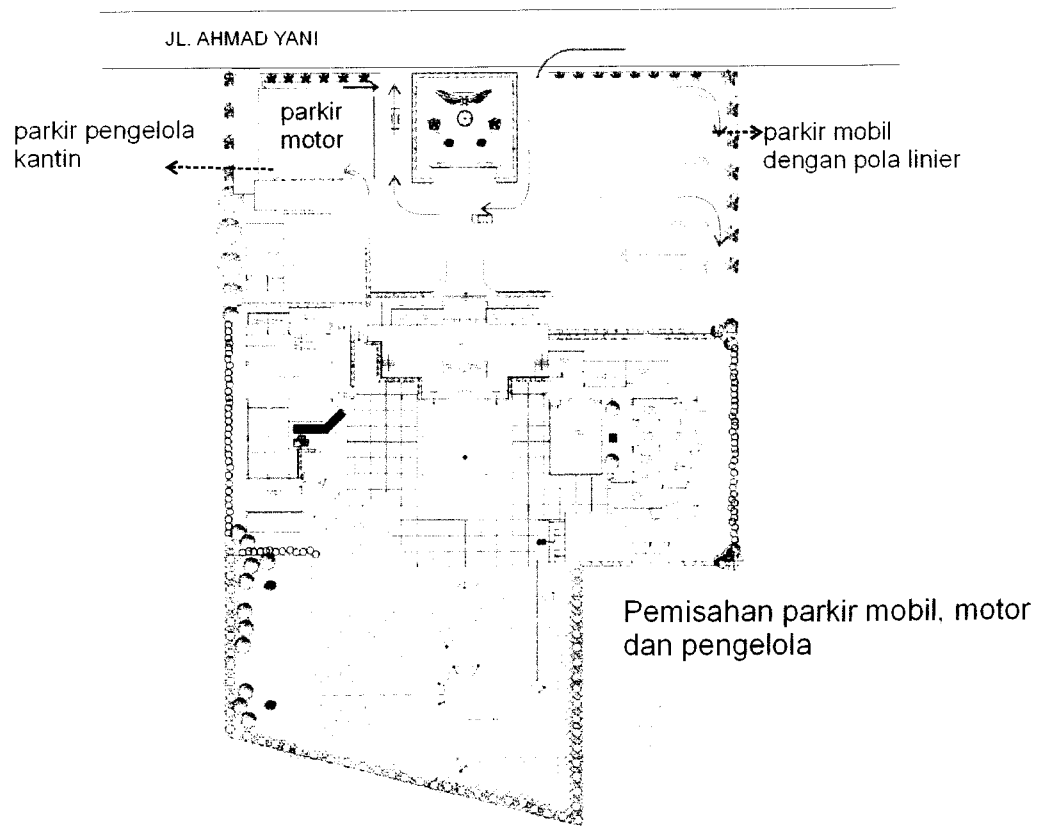 JL. AHMAD YANI
parkir pengelola
kantin
parkir
motor
parkir mobil
dengan pola linier
Pemisahan parkir mobil, motor
dan pengelola